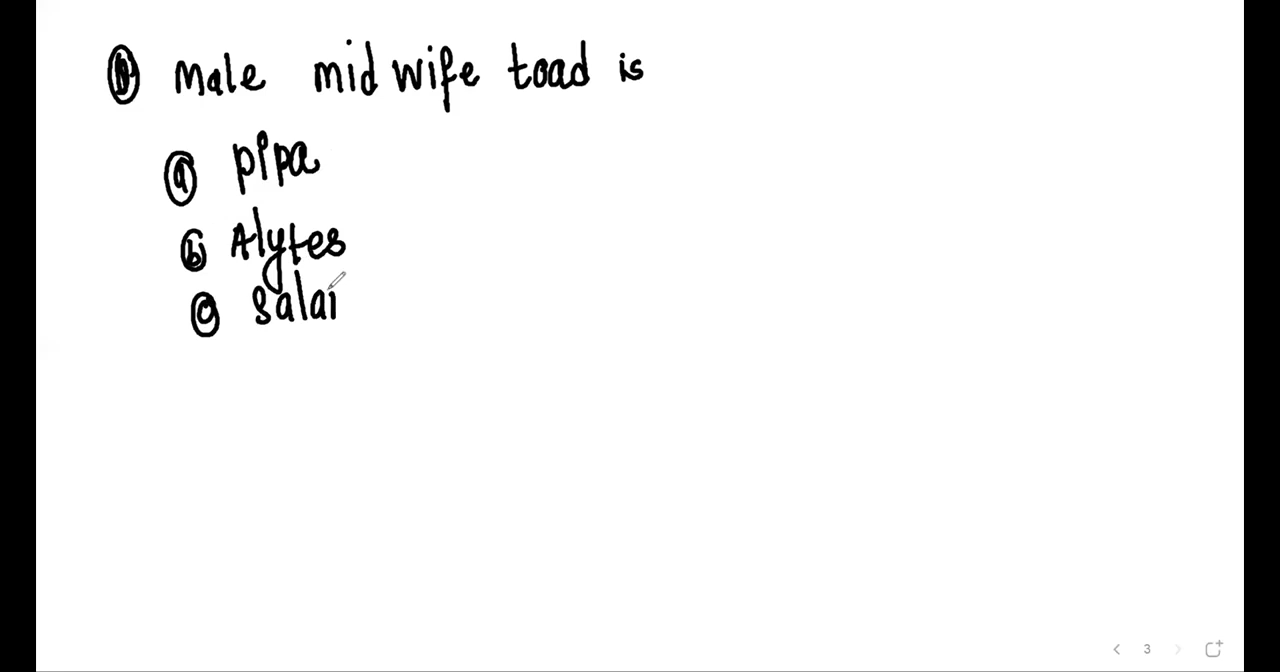 male mid wife toad is
ⓐ pipa
ⓑ Alytes
ⓒ salai
3